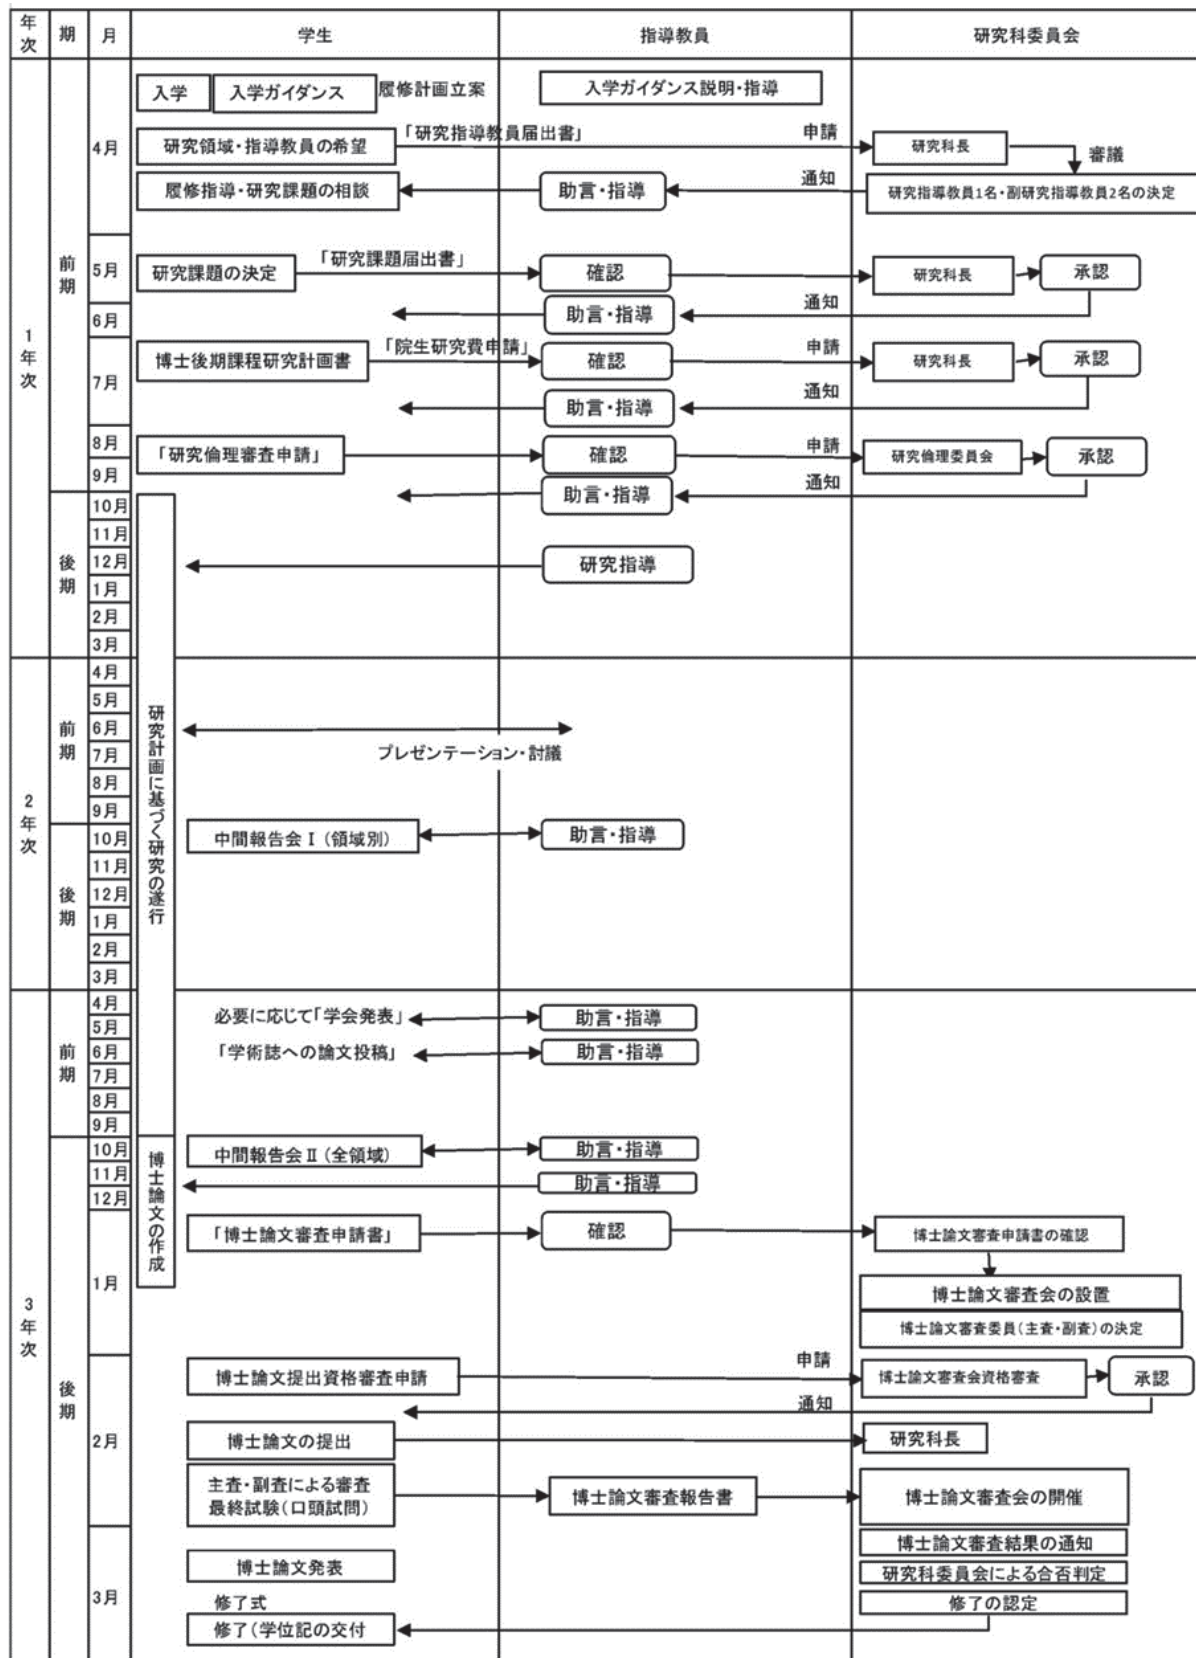 年次 期 月 学生 指導教員 研究科委員会
1年次
前期
4月
入学 入学ガイダンス 履修計画立案 入学ガイダンス説明・指導
研究領域・指導教員の希望 「研究指導教員届出書」 申請 研究科長 審議
履修指導・研究課題の相談 助言・指導 通知 研究指導教員1名・副研究指導教員2名の決定
5月
研究課題の決定 「研究課題届出書」 確認 研究科長 承認
6月
助言・指導 通知
7月
博士後期課程研究計画書 「院生研究費申請」 確認 申請 研究科長 承認
助言・指導 通知
8月
9月
「研究倫理審査申請」 確認 申請 研究倫理委員会 承認
助言・指導 通知
後期
10月
11月
12月
1月
2月
3月
研究指導
研究計画に基づく研究の遂行
2年次
前期
4月
5月
6月
7月
8月
9月
プレゼンテーション・討議
後期
10月
11月
12月
1月
2月
3月
中間報告会Ⅰ(領域別) 助言・指導
3年次
前期
4月
5月
6月
7月
8月
9月
必要に応じて「学会発表」 助言・指導
「学術誌への論文投稿」 助言・指導
後期
10月
11月
12月
博士論文の作成
中間報告会Ⅱ(全領域) 助言・指導
助言・指導
1月
「博士論文審査申請書」 確認 博士論文審査申請書の確認
博士論文審査会の設置
博士論文審査委員(主査・副査)の決定
2月
博士論文提出資格審査申請 申請 博士論文審査会資格審査 承認
通知
博士論文の提出 研究科長
主査・副査による審査
最終試験(口頭試問) 博士論文審査報告書 博士論文審査会の開催
3月
博士論文審査結果の通知
博士論文発表 研究科委員会による合否判定
修了式 修了の認定
修了(学位記の交付